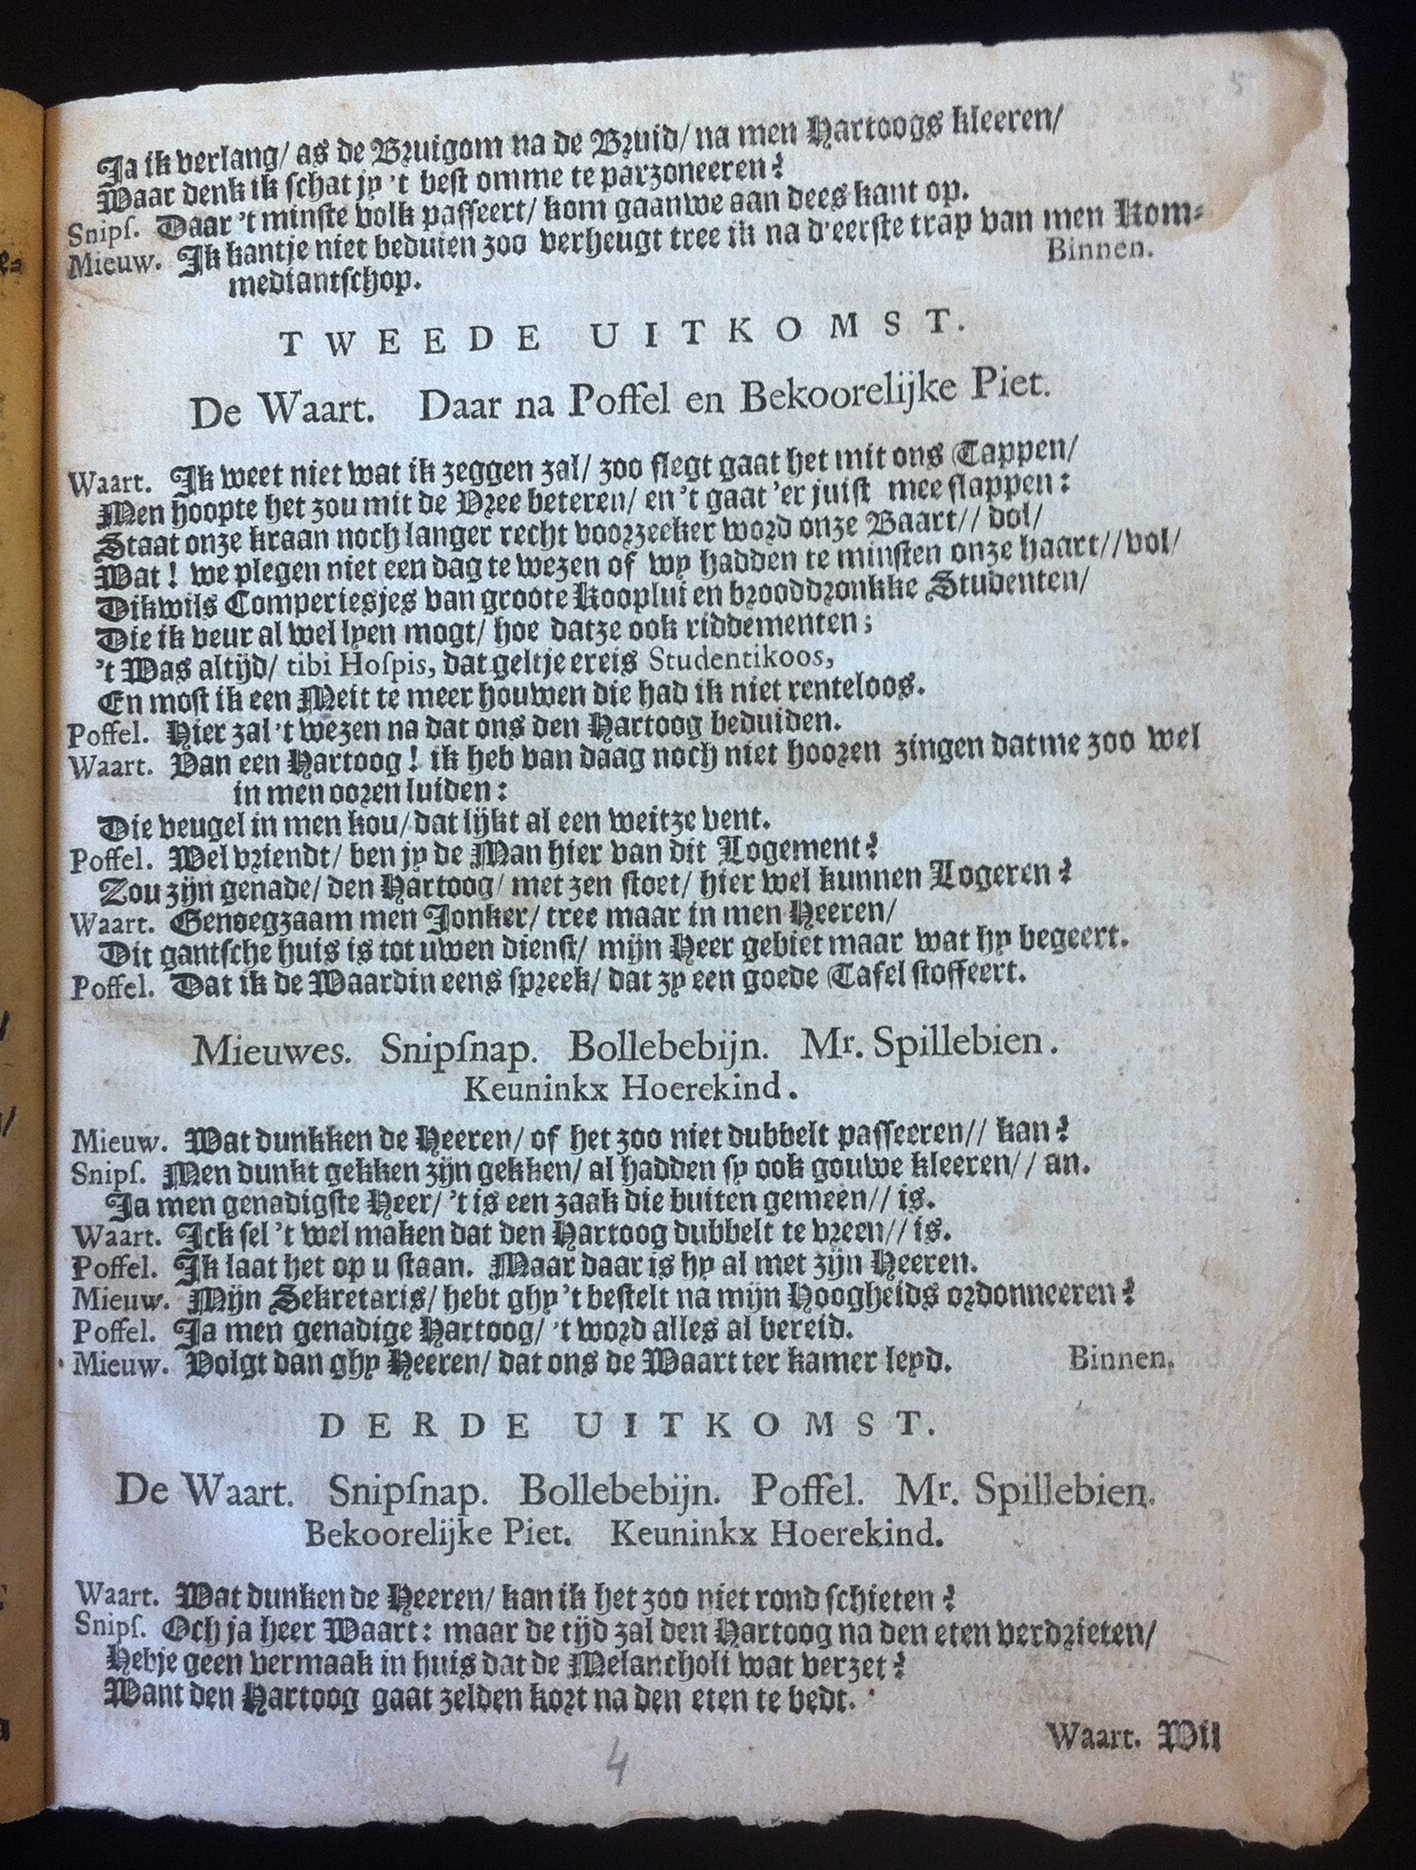 5
Ja ik verlang/ as de Bruigom na de Bruid/ na men Hartoogs kleeren/
Waar denk ik schat jy 't best omme te parzoneeren?
Snipſ. Daar 't minste volk passeert/ kom gaanwe aan dees kant op.
Mieuw. Ik kantje niet beduien zoo verheugt tree ik na d'eerste trap van men Kom-
mediantschop. Binnen.
TWEEDE UITKOMST.
De Waart. Daar na Poffel en Bekoorelijke Piet.
Waart. Ik weet niet wat ik zeggen zal/ zoo slegt gaat het mit ons Tappen/
Men hoopte het zou mit de Vree beteren/ en 't gaat 'er juist mee slappen:
Staat onze kraan noch langer recht voorzeeker word onze Baart// dol/
Wat! we plegen niet een dag te wezen of wy hadden te minsten onze haart// vol/
Dikwils Comperiesjes van groote Kooplui en brooddronkke Studenten/
Die ik veur al wel lyen mogt/ hoe datze ook riddementen;
't Was altijd/ tibi Hoſpis, dat geltje ereis Studentikoos,
En most ik een Meit te meer houwen die had ik niet renteloos.
Poffel. Hier zal 't wezen na dat ons den Hartoog beduiden.
Waart. Van een Hartoog! ik heb van daag noch niet hooren zingen datme zoo wel
in men ooren luiden:
Die veugel in men kou/ dat lijkt al een weitze vent.
Poffel. Wel vriendt/ ben jy de Man hier van dit Logement?
Zou zijn genade/ den Hartoog/ met zen stoet/ hier wel kunnen Logeren?
Waart. Genoegzaam men Jonker/ tree maar in men Heeren/
Dit gantsche huis is tot uwen dienst/ mijn Heer gebiet maar wat hy begeert.
Poffel. Dat ik de Waardin eens spreek/ dat zy een goede Tafel stoffeert.
Mieuwes. Snipſnap. Bollebebijn. Mr. Spillebien.
Keuninkx Hoerekind.
Mieuw. Wat dunkken de Heeren/ of het zoo niet dubbelt passeeren// kan?
Snipſ. Men dunkt gekken zijn gekken/ al hadden sy ook gouwe kleeren// an.
Ja men genadigste Heer/ 't is een zaak die buiten gemeen// is.
Waart. Ick sel 't wel maken dat den Hartoog dubbelt te vreen// is.
Poffel. Ik laat het op u staan. Maar daar is hy al met zijn Heeren.
Mieuw. Mijn Sekretaris/ hebt ghy 't bestelt na mijn Hoogheids ordonneeren?
Poffel. Ja men genadige Hartoog/ 't word alles al bereid.
Mieuw. Volgt dan ghy Heeren/ dat ons de Waart ter kamer leyd. Binnen.
DERDE UITKOMST.
De Waart. Snipſnap. Bollebebijn. Poffel. Mr. Spillebien.
Bekoorelijke Piet. Keuninkx Hoerekind.
Waart. Wat dunken de Heeren/ kan ik het zoo niet rond schieten?
Snipſ. Och ja heer Waart: maar de tijd zal den Hartoog na den eten verdrieten/
Hebje geen vermaak in huis dat de Melancholi wat verzet?
Want den Hartoog gaat zelden kort na den eten te bedt.
Waart. Wil
4